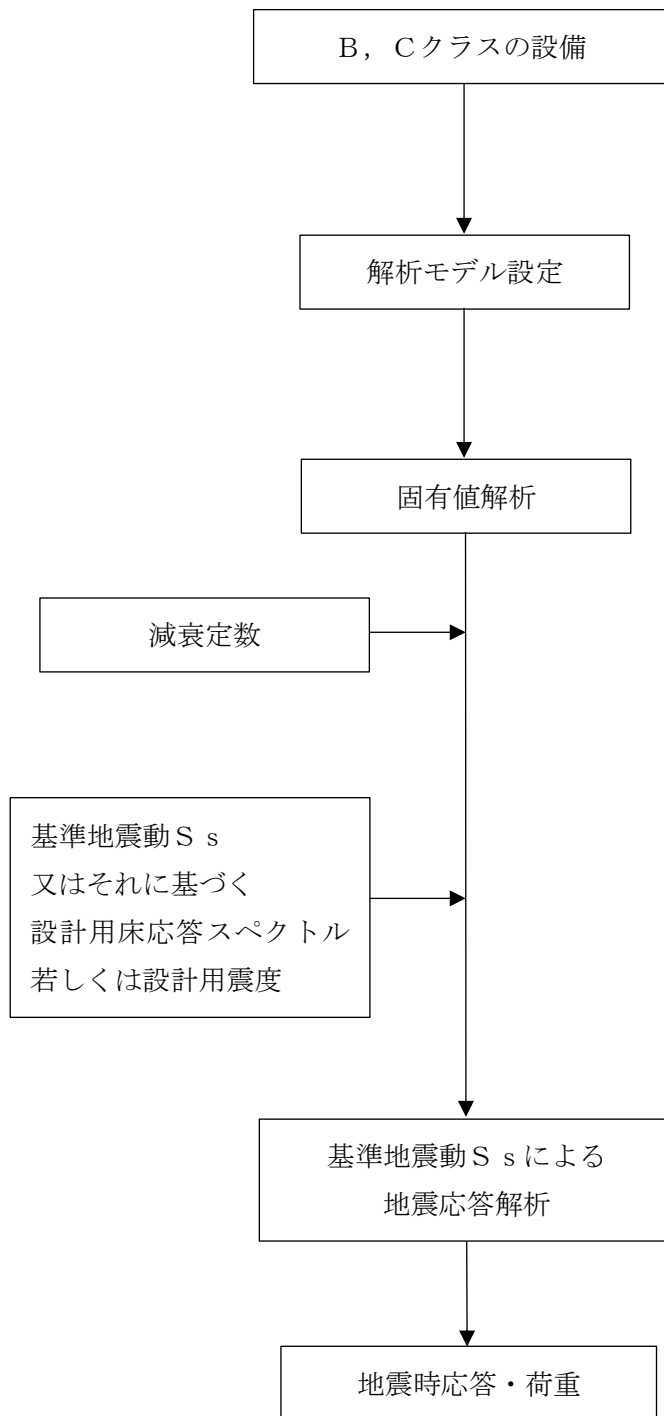 Ｂ，Ｃクラスの設備
解析モデル設定
固有値解析
減衰定数
基準地震動Ｓｓ
又はそれに基づく
設計用床応答スペクトル
若しくは設計用震度
基準地震動Ｓｓによる
地震応答解析
地震時応答・荷重